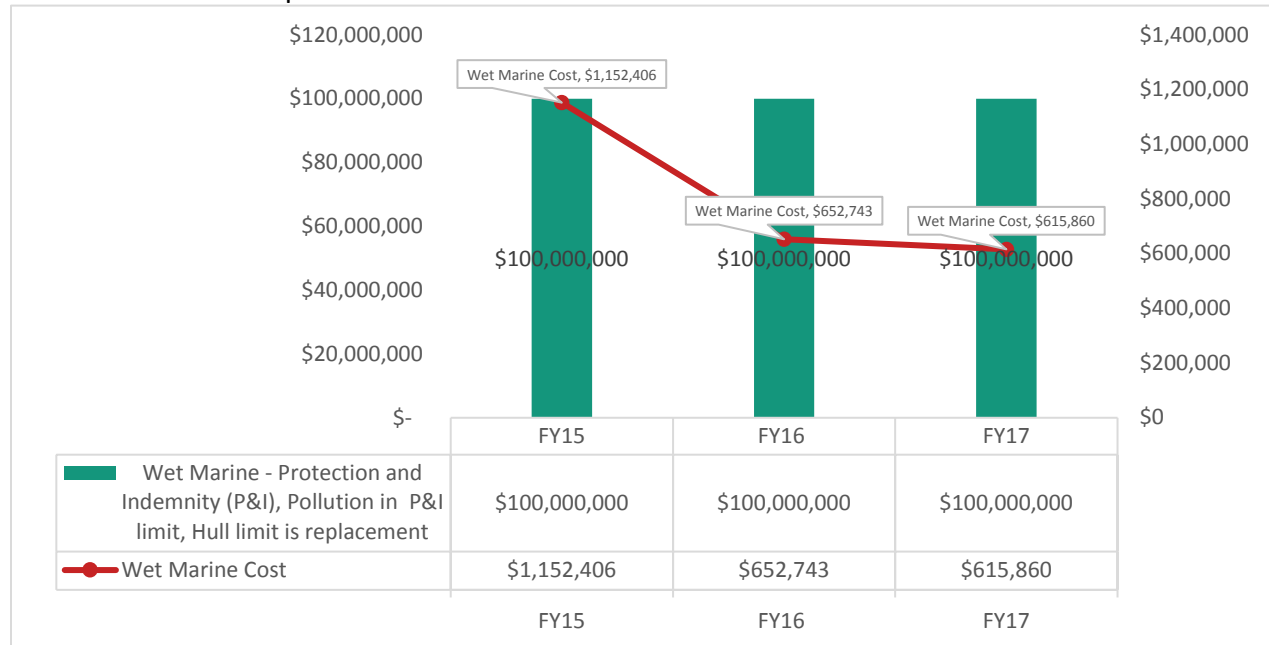 $120,000,000
$100,000,000
$80,000,000
$60,000,000
$40,000,000
$20,000,000
$-
$1,400,000
$1,200,000
$1,000,000
$800,000
$600,000
$400,000
$200,000
$0
Wet Marine Cost, $1,152,406
Wet Marine Cost, $652,743
Wet Marine Cost, $615,860
$100,000,000
$100,000,000
$100,000,000
FY15 FY16 FY17
Wet Marine - Protection and
Indemnity (P&I), Pollution in P&I
limit, Hull limit is replacement
$100,000,000 $100,000,000 $100,000,000
Wet Marine Cost $1,152,406 $652,743 $615,860
FY15 FY16 FY17